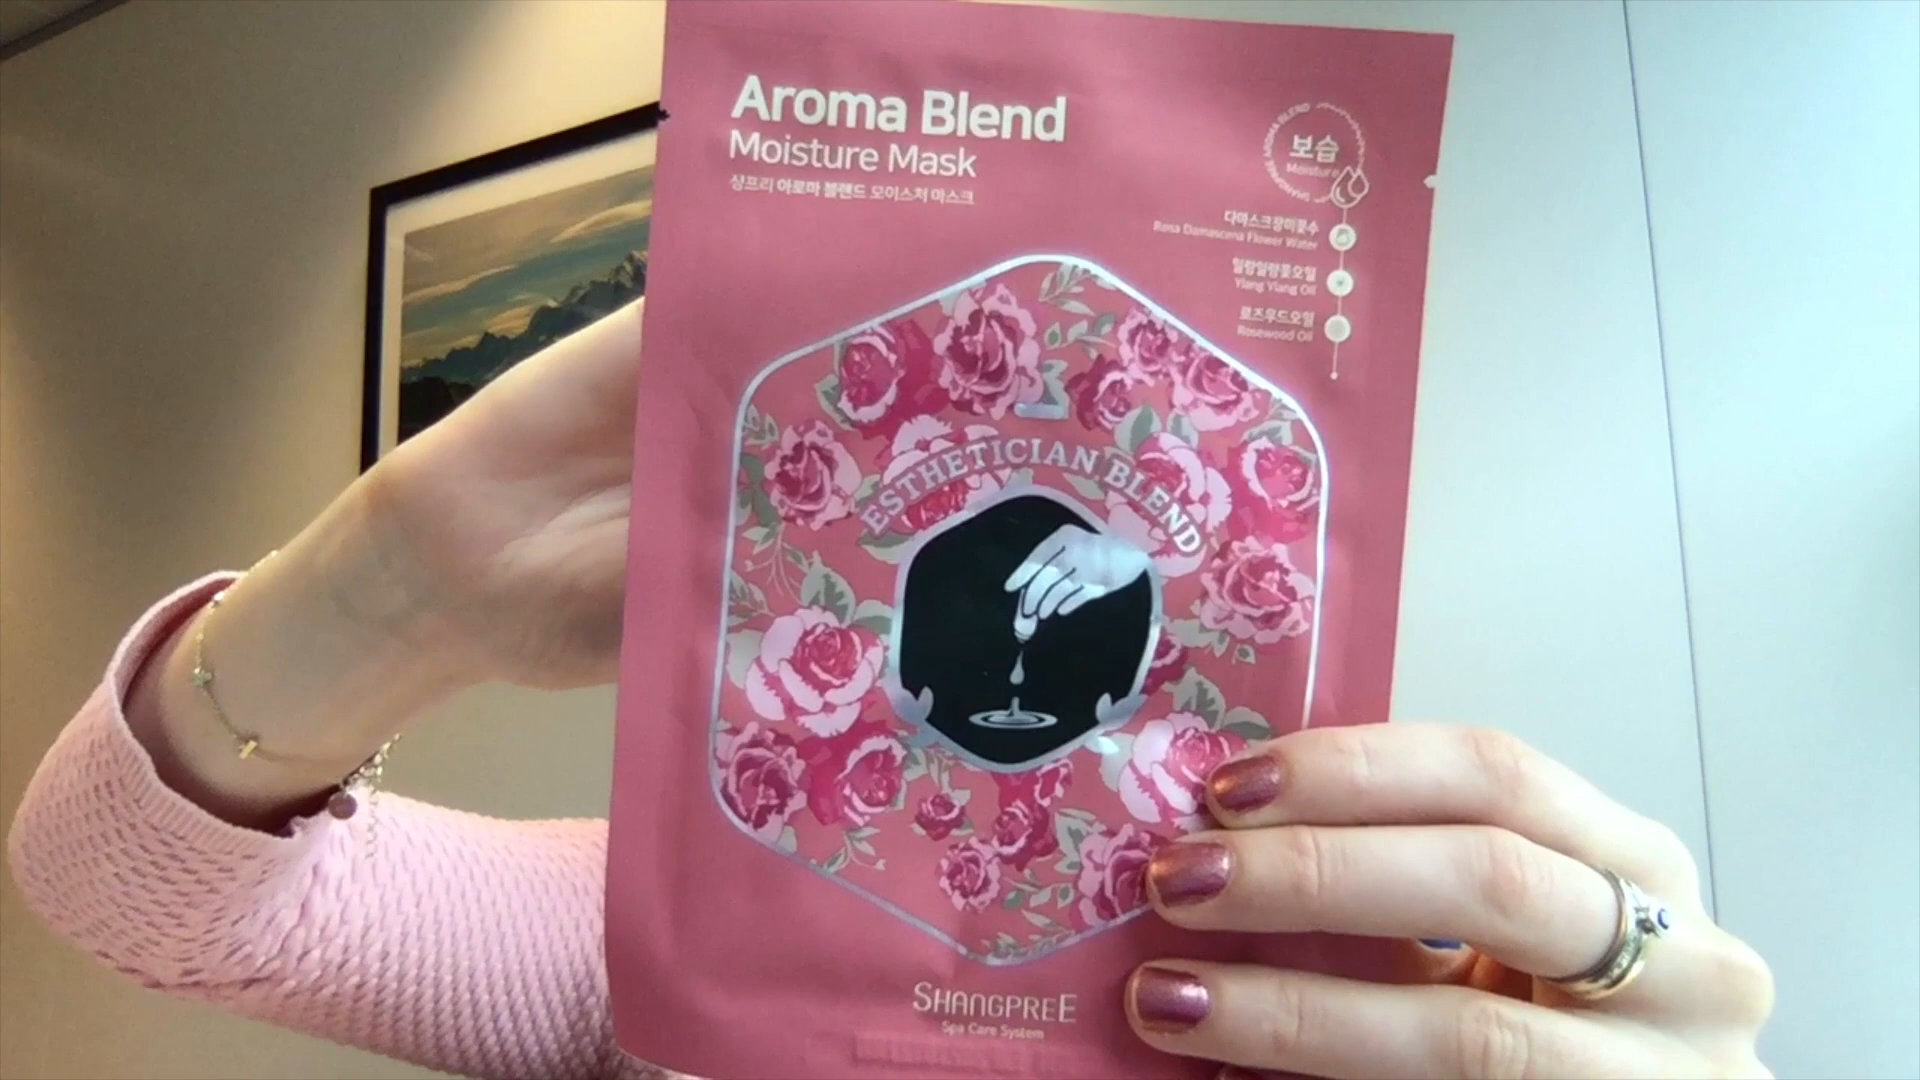 Aroma Blend
Moisture Mask
샹프리 아로마 블렌드 모이스처 마스크
AROMA BLEND
SHANGPREE
보습
Moisture
다마스크장미꽃수
Rosa Damascena Flower Water
일랑일랑꽃오일
Ylang Ylang Oil
로즈우드오일
Rosewood Oil
ESTHETICIAN BLEND
SHANGPREE
Spa Care System